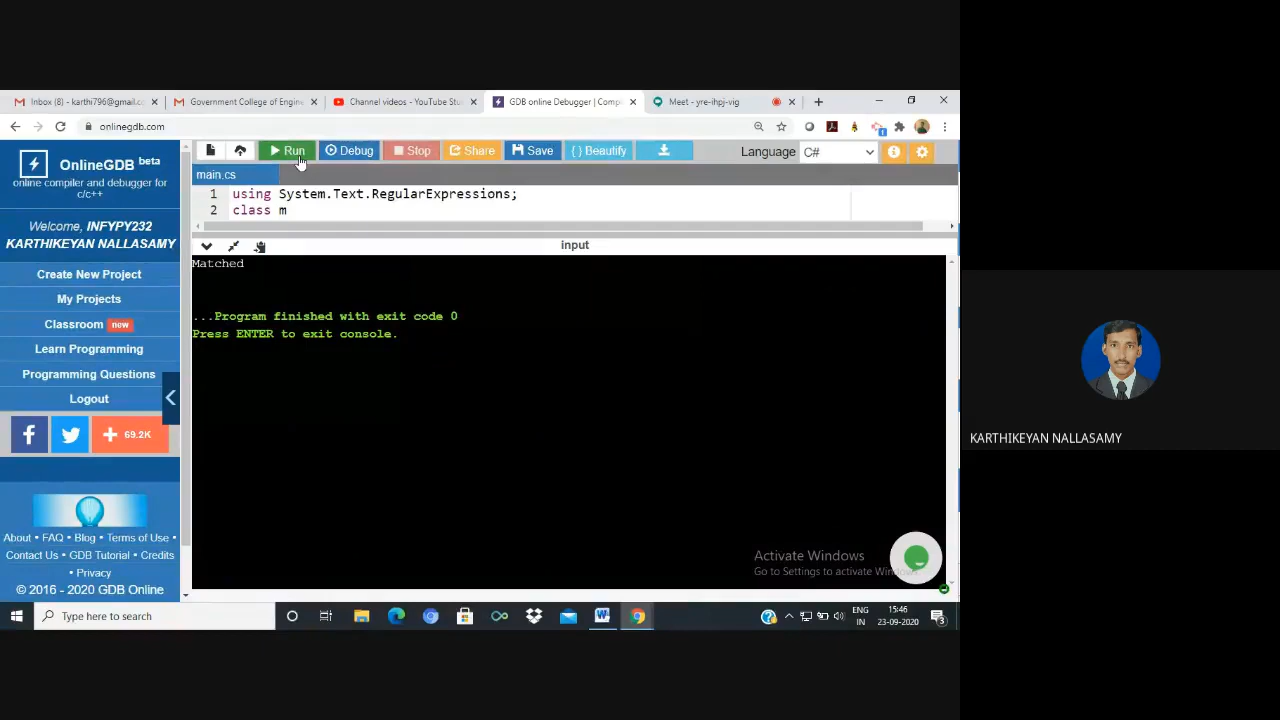 Inbox (8) - karthi796@gmail.c
Government College of Engine
Channel videos - YouTube Stu
GDB online Debugger | Compi
Meet - yre-ihpj-vig
onlinegdb.com
OnlineGDB beta
online compiler and debugger for
c/c++
Welcome, INFYPY232
KARTHIKEYAN NALLASAMY
Create New Project
My Projects
Classroom new
Learn Programming
Programming Questions
Logout
69.2K
About • FAQ • Blog • Terms of Use •
Contact Us • GDB Tutorial • Credits
• Privacy
© 2016 - 2020 GDB Online
Run
Debug
Stop
Share
Save
{ } Beautify
Language C#
main.cs
1 using System.Text.RegularExpressions;
2 class m
input
Matched
...Program finished with exit code 0
Press ENTER to exit console.
Activate Windows
Go to Settings to activate
KARTHIKEYAN NALLASAMY
Type here to search
ENG
IN
15:46
23-09-2020
3